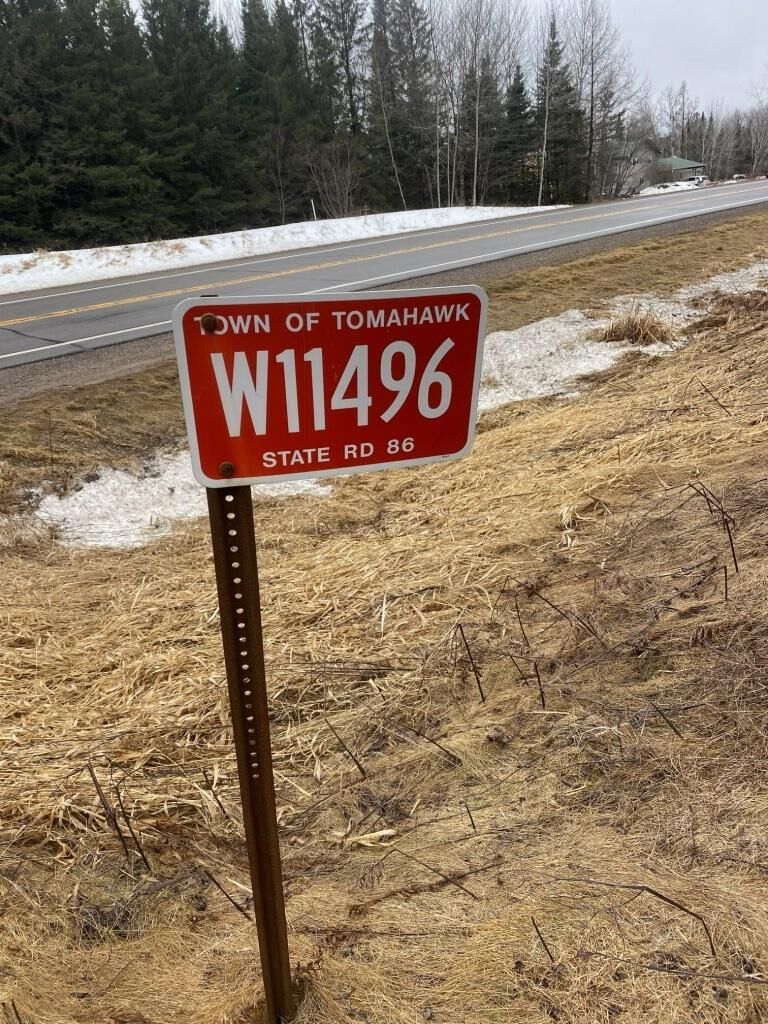 TOWN OF TOMAHAWK
W11496
STATE RD 86